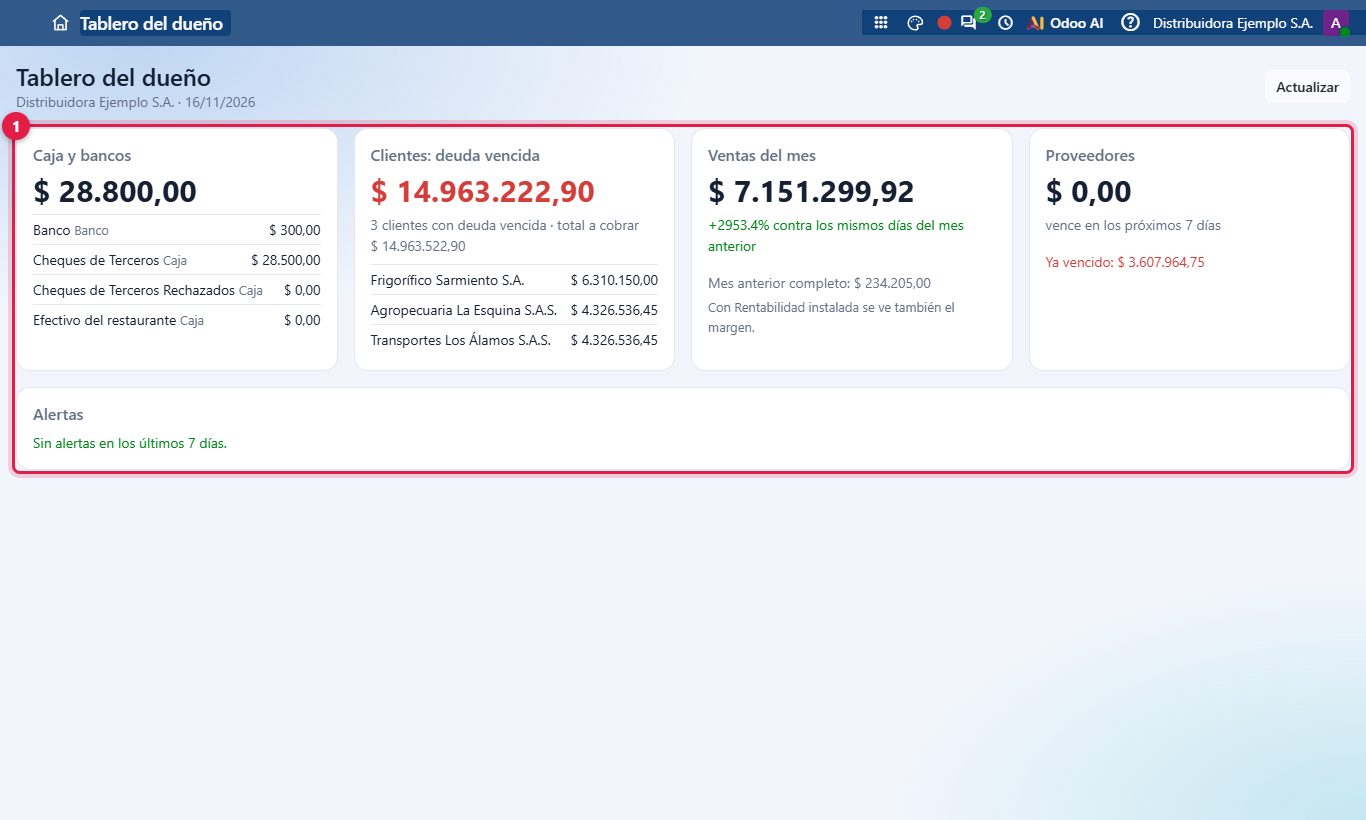 Tablero del dueño
2
Odoo AI
Distribuidora Ejemplo S.A.
A
Tablero del dueño
Distribuidora Ejemplo S.A. · 16/11/2026
Actualizar
1
Caja y bancos
$ 28.800,00
Banco Banco $ 300,00
Cheques de Terceros Caja $ 28.500,00
Cheques de Terceros Rechazados Caja $ 0,00
Efectivo del restaurante Caja $ 0,00
Clientes: deuda vencida
$ 14.963.222,90
3 clientes con deuda vencida · total a cobrar
$ 14.963.522,90
Frigorífico Sarmiento S.A. $ 6.310.150,00
Agropecuaria La Esquina S.A.S. $ 4.326.536,45
Transportes Los Álamos S.A.S. $ 4.326.536,45
Ventas del mes
$ 7.151.299,92
+2953.4% contra los mismos días del mes
anterior
Mes anterior completo: $ 234.205,00
Con Rentabilidad instalada se ve también el
margen.
Proveedores
$ 0,00
vence en los próximos 7 días
Ya vencido: $ 3.607.964,75
Alertas
Sin alertas en los últimos 7 días.